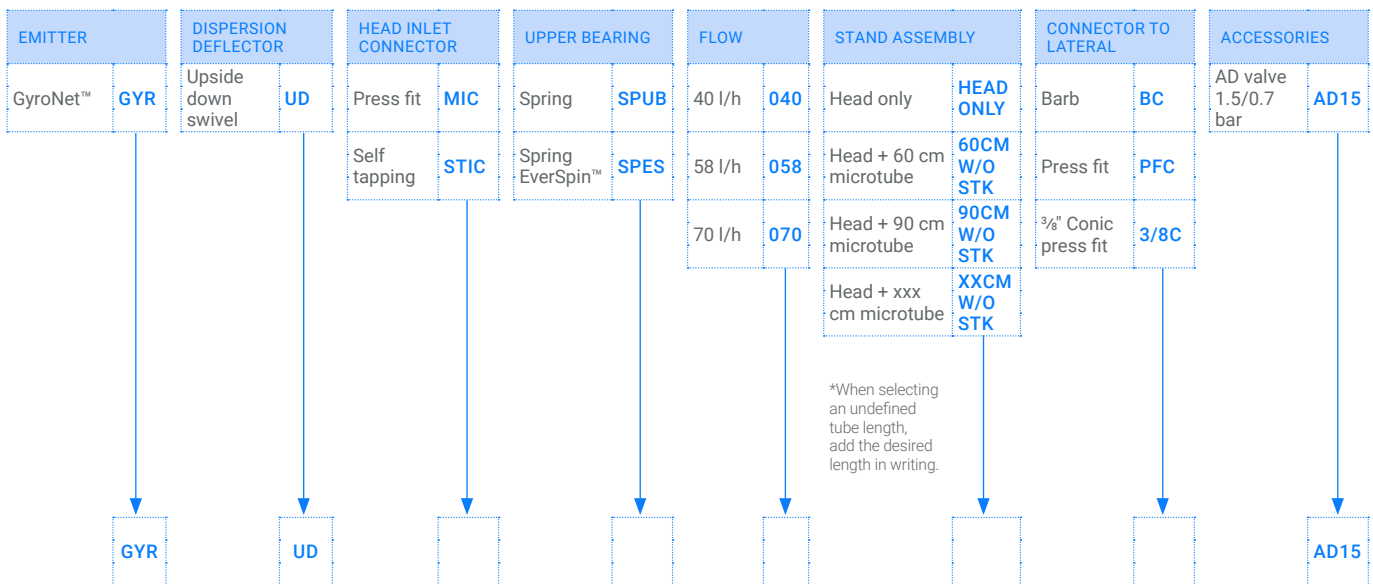 EMITTER
GyroNet™ GYR
DISPERSION
DEFLECTOR
Upside
down
swivel
UD
HEAD INLET
CONNECTOR
Press fit MIC
Self
tapping
STIC
UPPER BEARING
Spring SPUB
Spring
EverSpin™
SPES
FLOW
40 l/h 040
58 l/h 058
70 l/h 070
STAND ASSEMBLY
Head only
HEAD
ONLY
Head + 60 cm
microtube
60CM
W/O
STK
Head + 90 cm
microtube
90CM
W/O
STK
Head + xxx
cm microtube
XXCM
W/O
STK
*When selecting
an undefined
tube length,
add the desired
length in writing.
CONNECTOR TO
LATERAL
Barb BC
Press fit PFC
⅜" Conic
press fit
3/8C
ACCESSORIES
AD valve
1.5/0.7
bar
AD15
GYR UD AD15